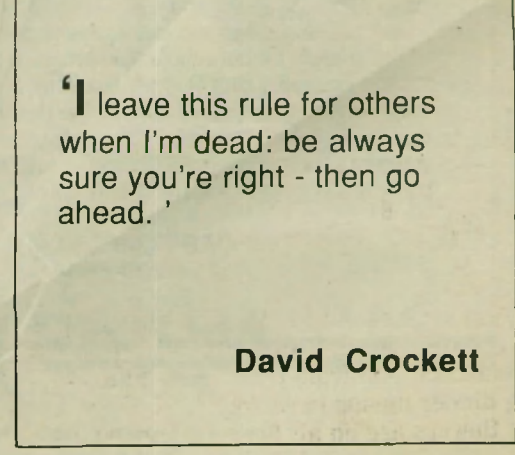 ‘I leave this rule for others
when I'm dead: be always
sure you're right - then go
ahead. '
David Crockett